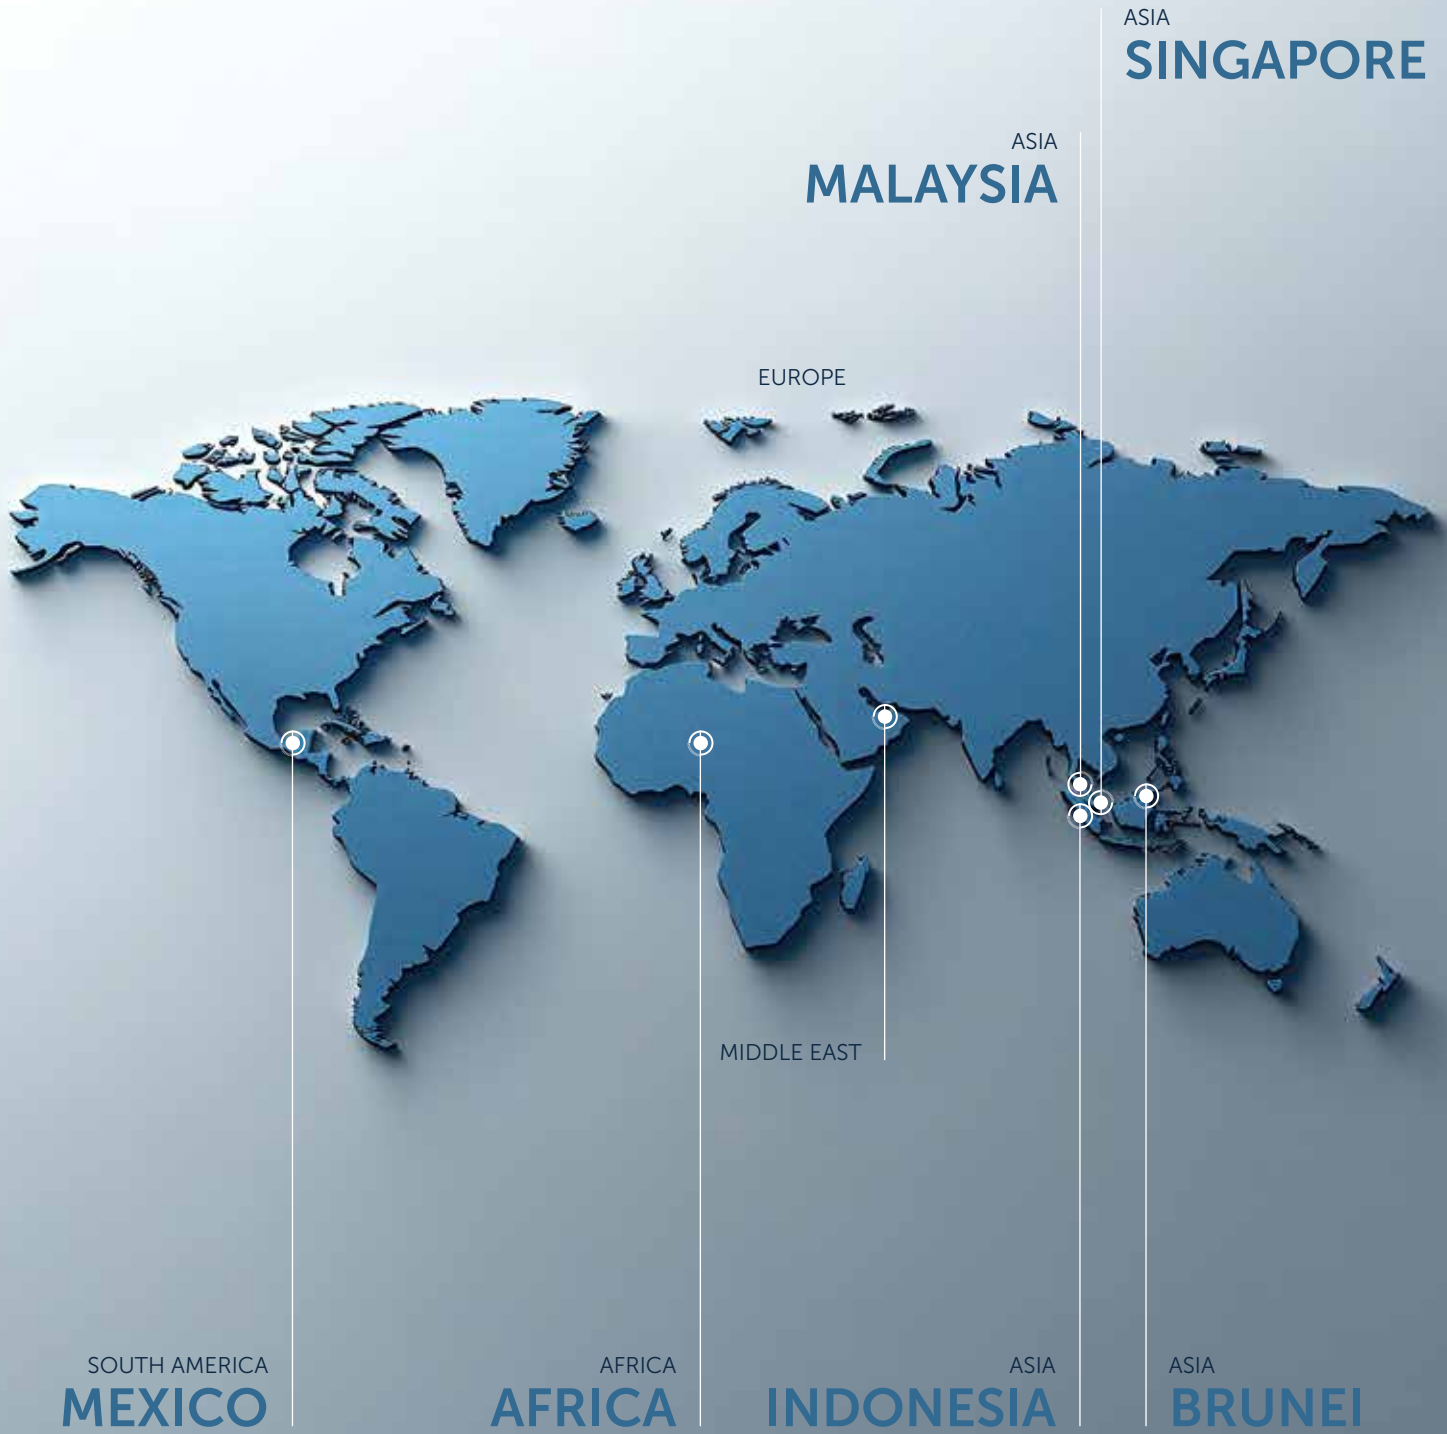 ASIA
SINGAPORE
ASIA
MALAYSIA
EUROPE
MIDDLE EAST
SOUTH AMERICA
MEXICO
AFRICA
AFRICA
ASIA
INDONESIA
ASIA
BRUNEI